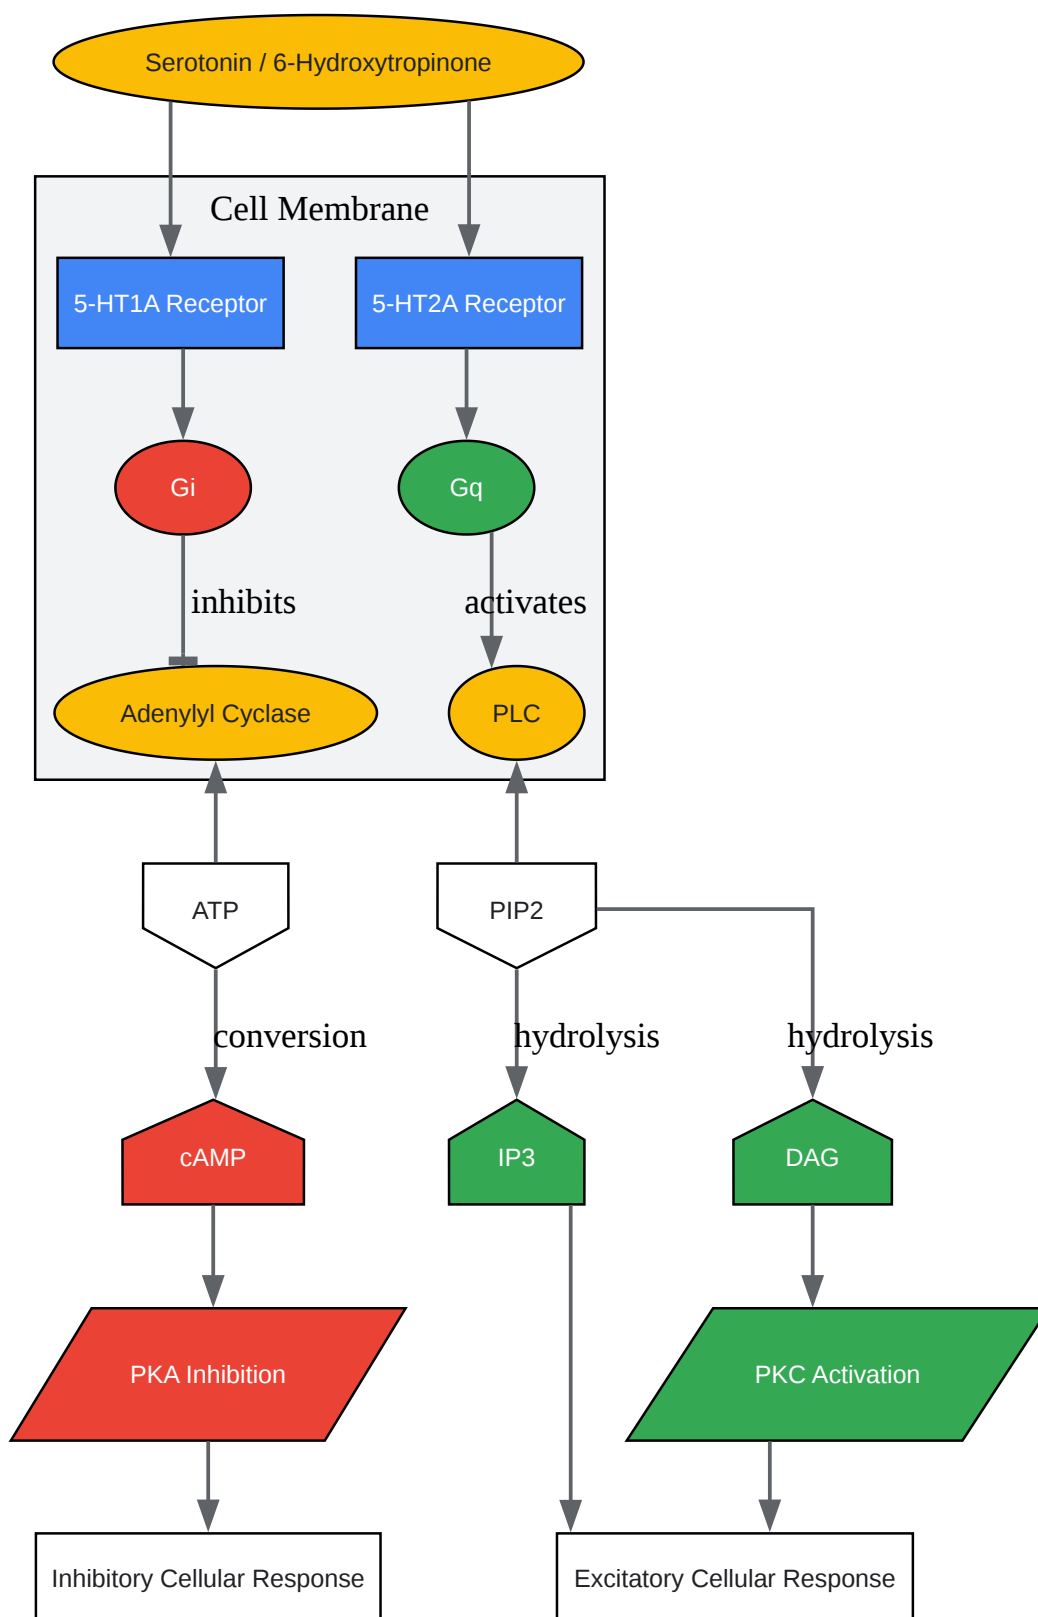 Serotonin / 6-Hydroxytropinone
Cell Membrane
5-HT1A Receptor
5-HT2A Receptor
Gi
Gq
inhibits
activates
Adenylyl Cyclase
PLC
ATP
PIP2
conversion
hydrolysis
hydrolysis
cAMP
IP3
DAG
PKA Inhibition
PKC Activation
Inhibitory Cellular Response
Excitatory Cellular Response